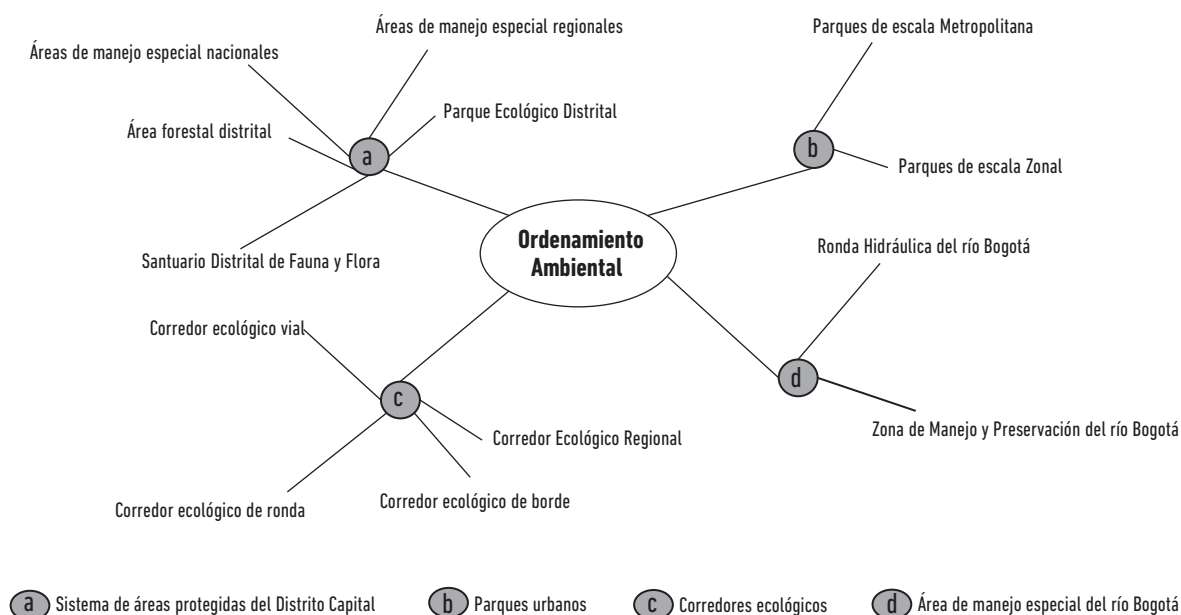 Áreas de manejo especial regionales
Parques de escala Metropolitana
Áreas de manejo especial nacionales
Parque Ecológico Distrital
Área forestal distrital
a
b
Parques de escala Zonal
Ordenamiento
Ambiental
Santuario Distrital de Fauna y Flora
Ronda Hidráulica del río Bogotá
Corredor ecológico vial
d
c
Zona de Manejo y Preservación del río Bogotá
Corredor Ecológico Regional
Corredor ecológico de borde
Corredor ecológico de ronda
a Sistema de áreas protegidas del Distrito Capital
b Parques urbanos
c Corredores ecológicos
d Área de manejo especial del río Bogotá